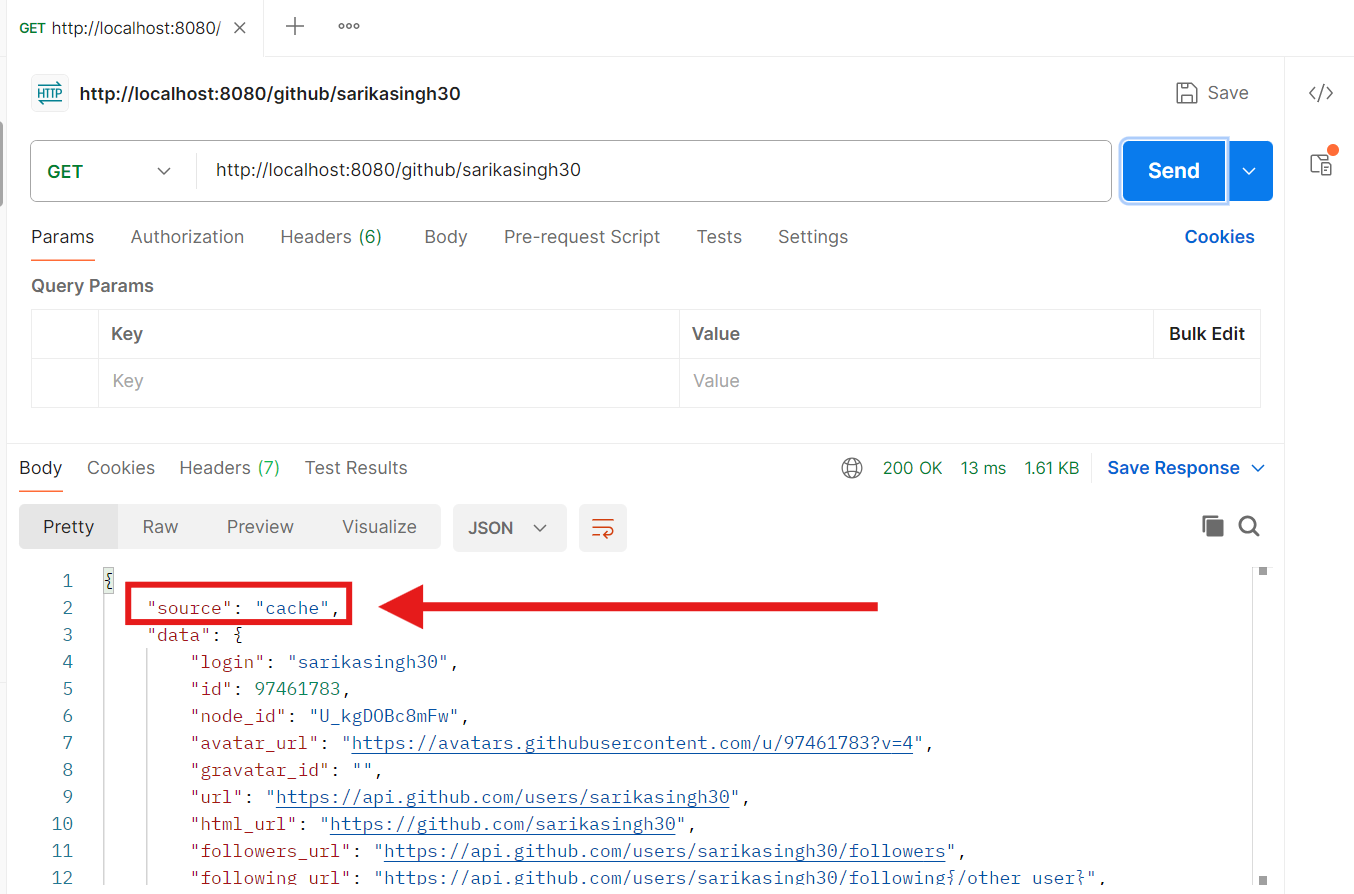 GET http://localhost:8080/
HTTP http://localhost:8080/github/sarikasingh30 Save
GET http://localhost:8080/github/sarikasingh30 Send
Params Authorization Headers (6) Body Pre-request Script Tests Settings Cookies
Query Params
Key Value Bulk Edit
Key Value
Body Cookies Headers (7) Test Results 200 OK 13 ms 1.61 KB Save Response
Pretty Raw Preview Visualize JSON
1 {
2 "source": "cache",
3 "data": {
4 "login": "sarikasingh30",
5 "id": 97461783,
6 "node_id": "U_kgDOBc8mFw",
7 "avatar_url": "https://avatars.githubusercontent.com/u/97461783?v=4",
8 "gravatar_id": "",
9 "url": "https://api.github.com/users/sarikasingh30",
10 "html_url": "https://github.com/sarikasingh30",
11 "followers_url": "https://api.github.com/users/sarikasingh30/followers",
12 "following_url": "https://api.github.com/users/sarikasingh30/following{/other_user}",